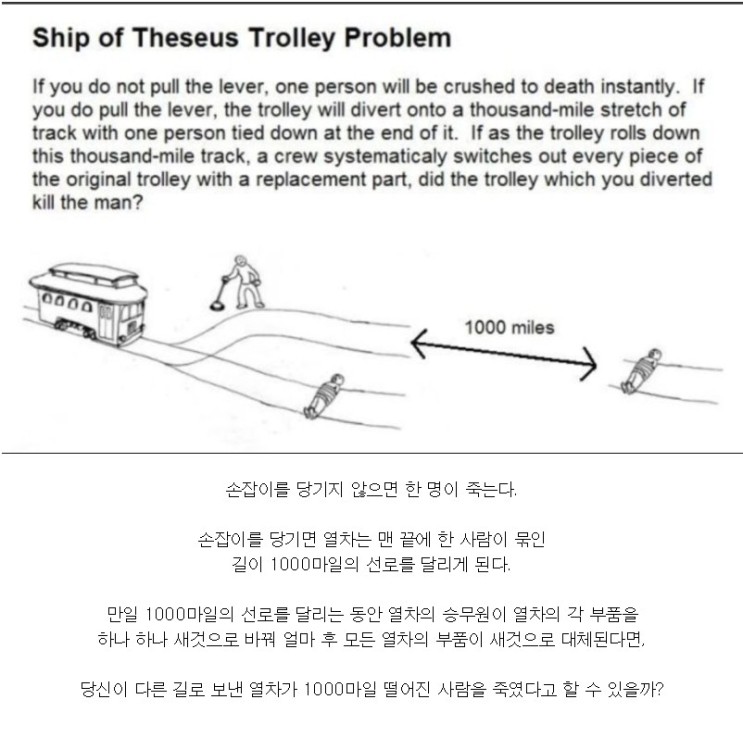 Ship of Theseus Trolley Problem
If you do not pull the lever, one person will be crushed to death instantly.  If
you do pull the lever, the trolley will divert onto a thousand-mile stretch of
track with one person tied down at the end of it.  If as the trolley rolls down
this thousand-mile track, a crew systematicaly switches out every piece of
the original trolley with a replacement part, did the trolley which you diverted
kill the man?
1000 miles
손잡이를 당기지 않으면 한 명이 죽는다.
손잡이를 당기면 열차는 맨 끝에 한 사람이 묶인
길이 1000마일의 선로를 달리게 된다.
만일 1000마일의 선로를 달리는 동안 열차의 승무원이 열차의 각 부품을
하나 하나 새것으로 바꿔 얼마 후 모든 열차의 부품이 새것으로 대체된다면,
당신이 다른 길로 보낸 열차가 1000마일 떨어진 사람을 죽였다고 할 수 있을까?